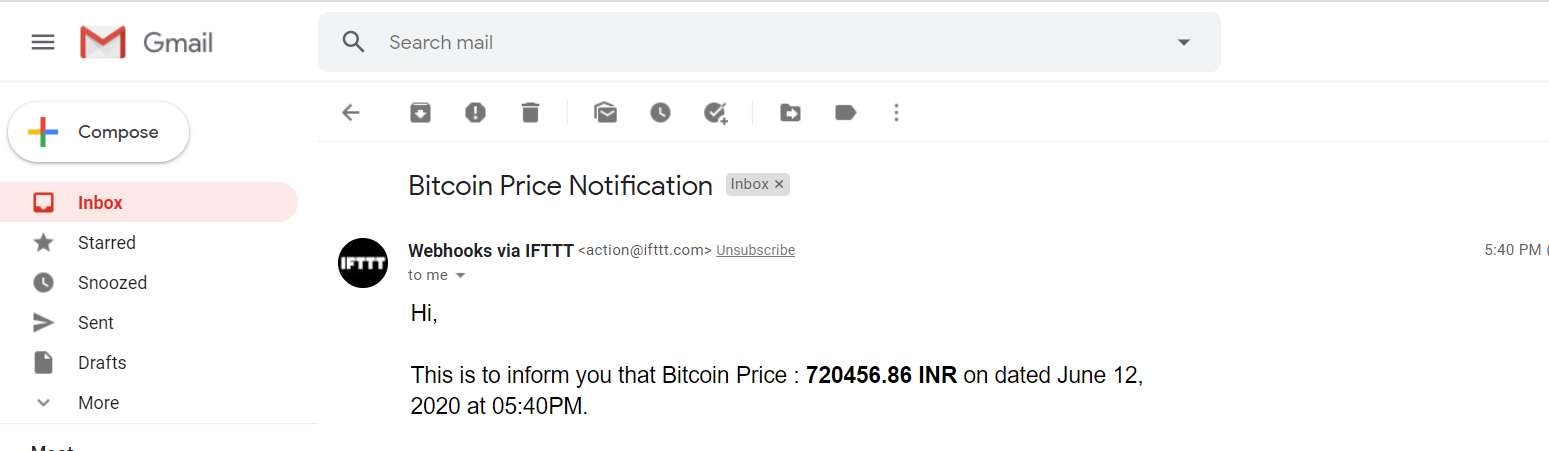 Gmail
Search mail
Compose
Inbox
Starred
Snoozed
Sent
Drafts
More
Bitcoin Price Notification Inbox ×
IFTTT
Webhooks via IFTTT <action@ifttt.com> Unsubscribe 5:40 PM (
to me
Hi,
This is to inform you that Bitcoin Price : 720456.86 INR on dated June 12,
2020 at 05:40PM.